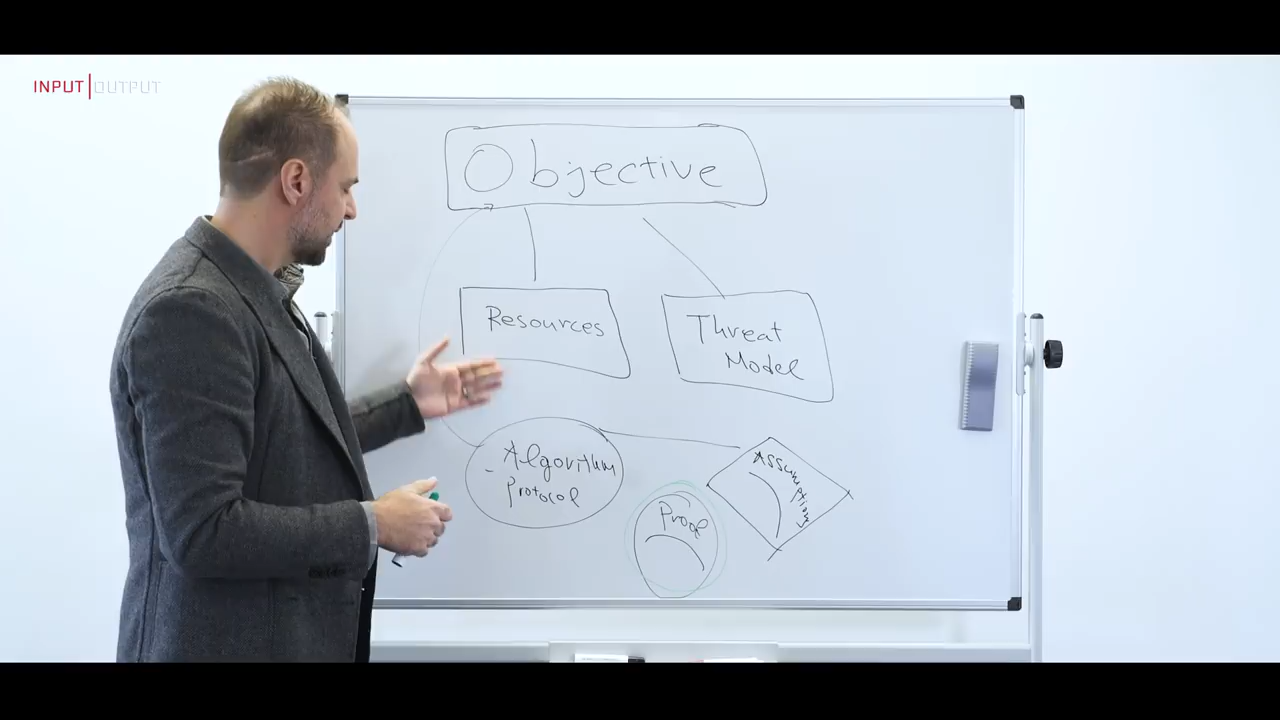 INPUT | OUTPUT
Objective
Resources
Threat
Model
Algorithm
- Protocol
Assumptions
Proof